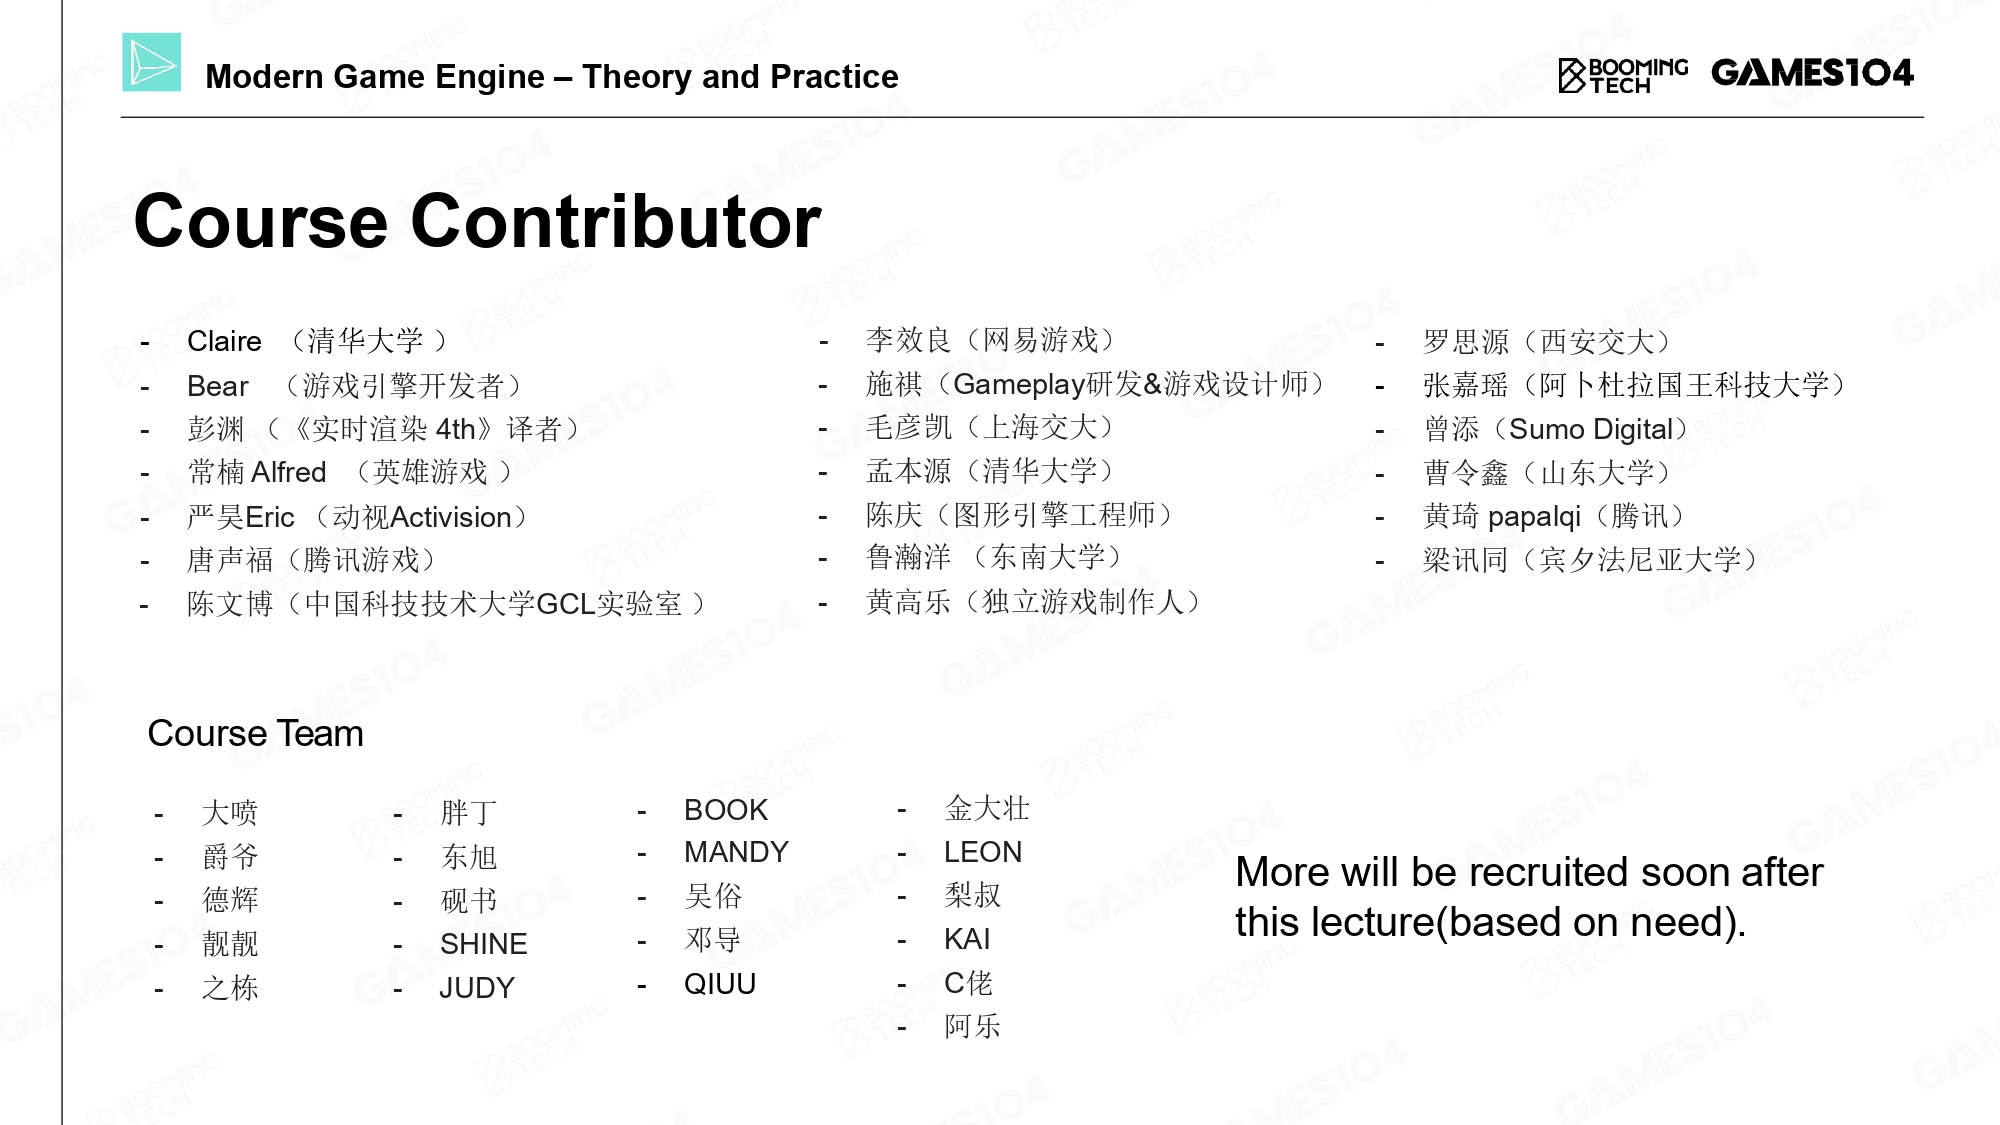 Modern Game Engine – Theory and Practice
BOOMING TECH
GAMES104
Course Contributor
- Claire （清华大学 ）
- Bear （游戏引擎开发者）
- 彭渊 （《实时渲染 4th》译者）
- 常楠 Alfred （英雄游戏 ）
- 严昊Eric （动视Activision）
- 唐声福（腾讯游戏）
- 陈文博（中国科技技术大学GCL实验室 ）
- 李效良（网易游戏）
- 施祺（Gameplay研发&游戏设计师）
- 毛彦凯（上海交大）
- 孟本源（清华大学）
- 陈庆（图形引擎工程师）
- 鲁瀚洋 （东南大学）
- 黄高乐（独立游戏制作人）
- 罗思源（西安交大）
- 张嘉瑶（阿卜杜拉国王科技大学）
- 曾添（Sumo Digital）
- 曹令鑫（山东大学）
- 黄琦 papalqi（腾讯）
- 梁讯同（宾夕法尼亚大学）
Course Team
- 大喷
- 爵爷
- 德辉
- 靓靓
- 之栋
- 胖丁
- 东旭
- 砚书
- SHINE
- JUDY
- BOOK
- MANDY
- 吴俗
- 邓导
- QIUU
- 金大壮
- LEON
- 梨叔
- KAI
- C佬
- 阿乐
More will be recruited soon after
this lecture(based on need).